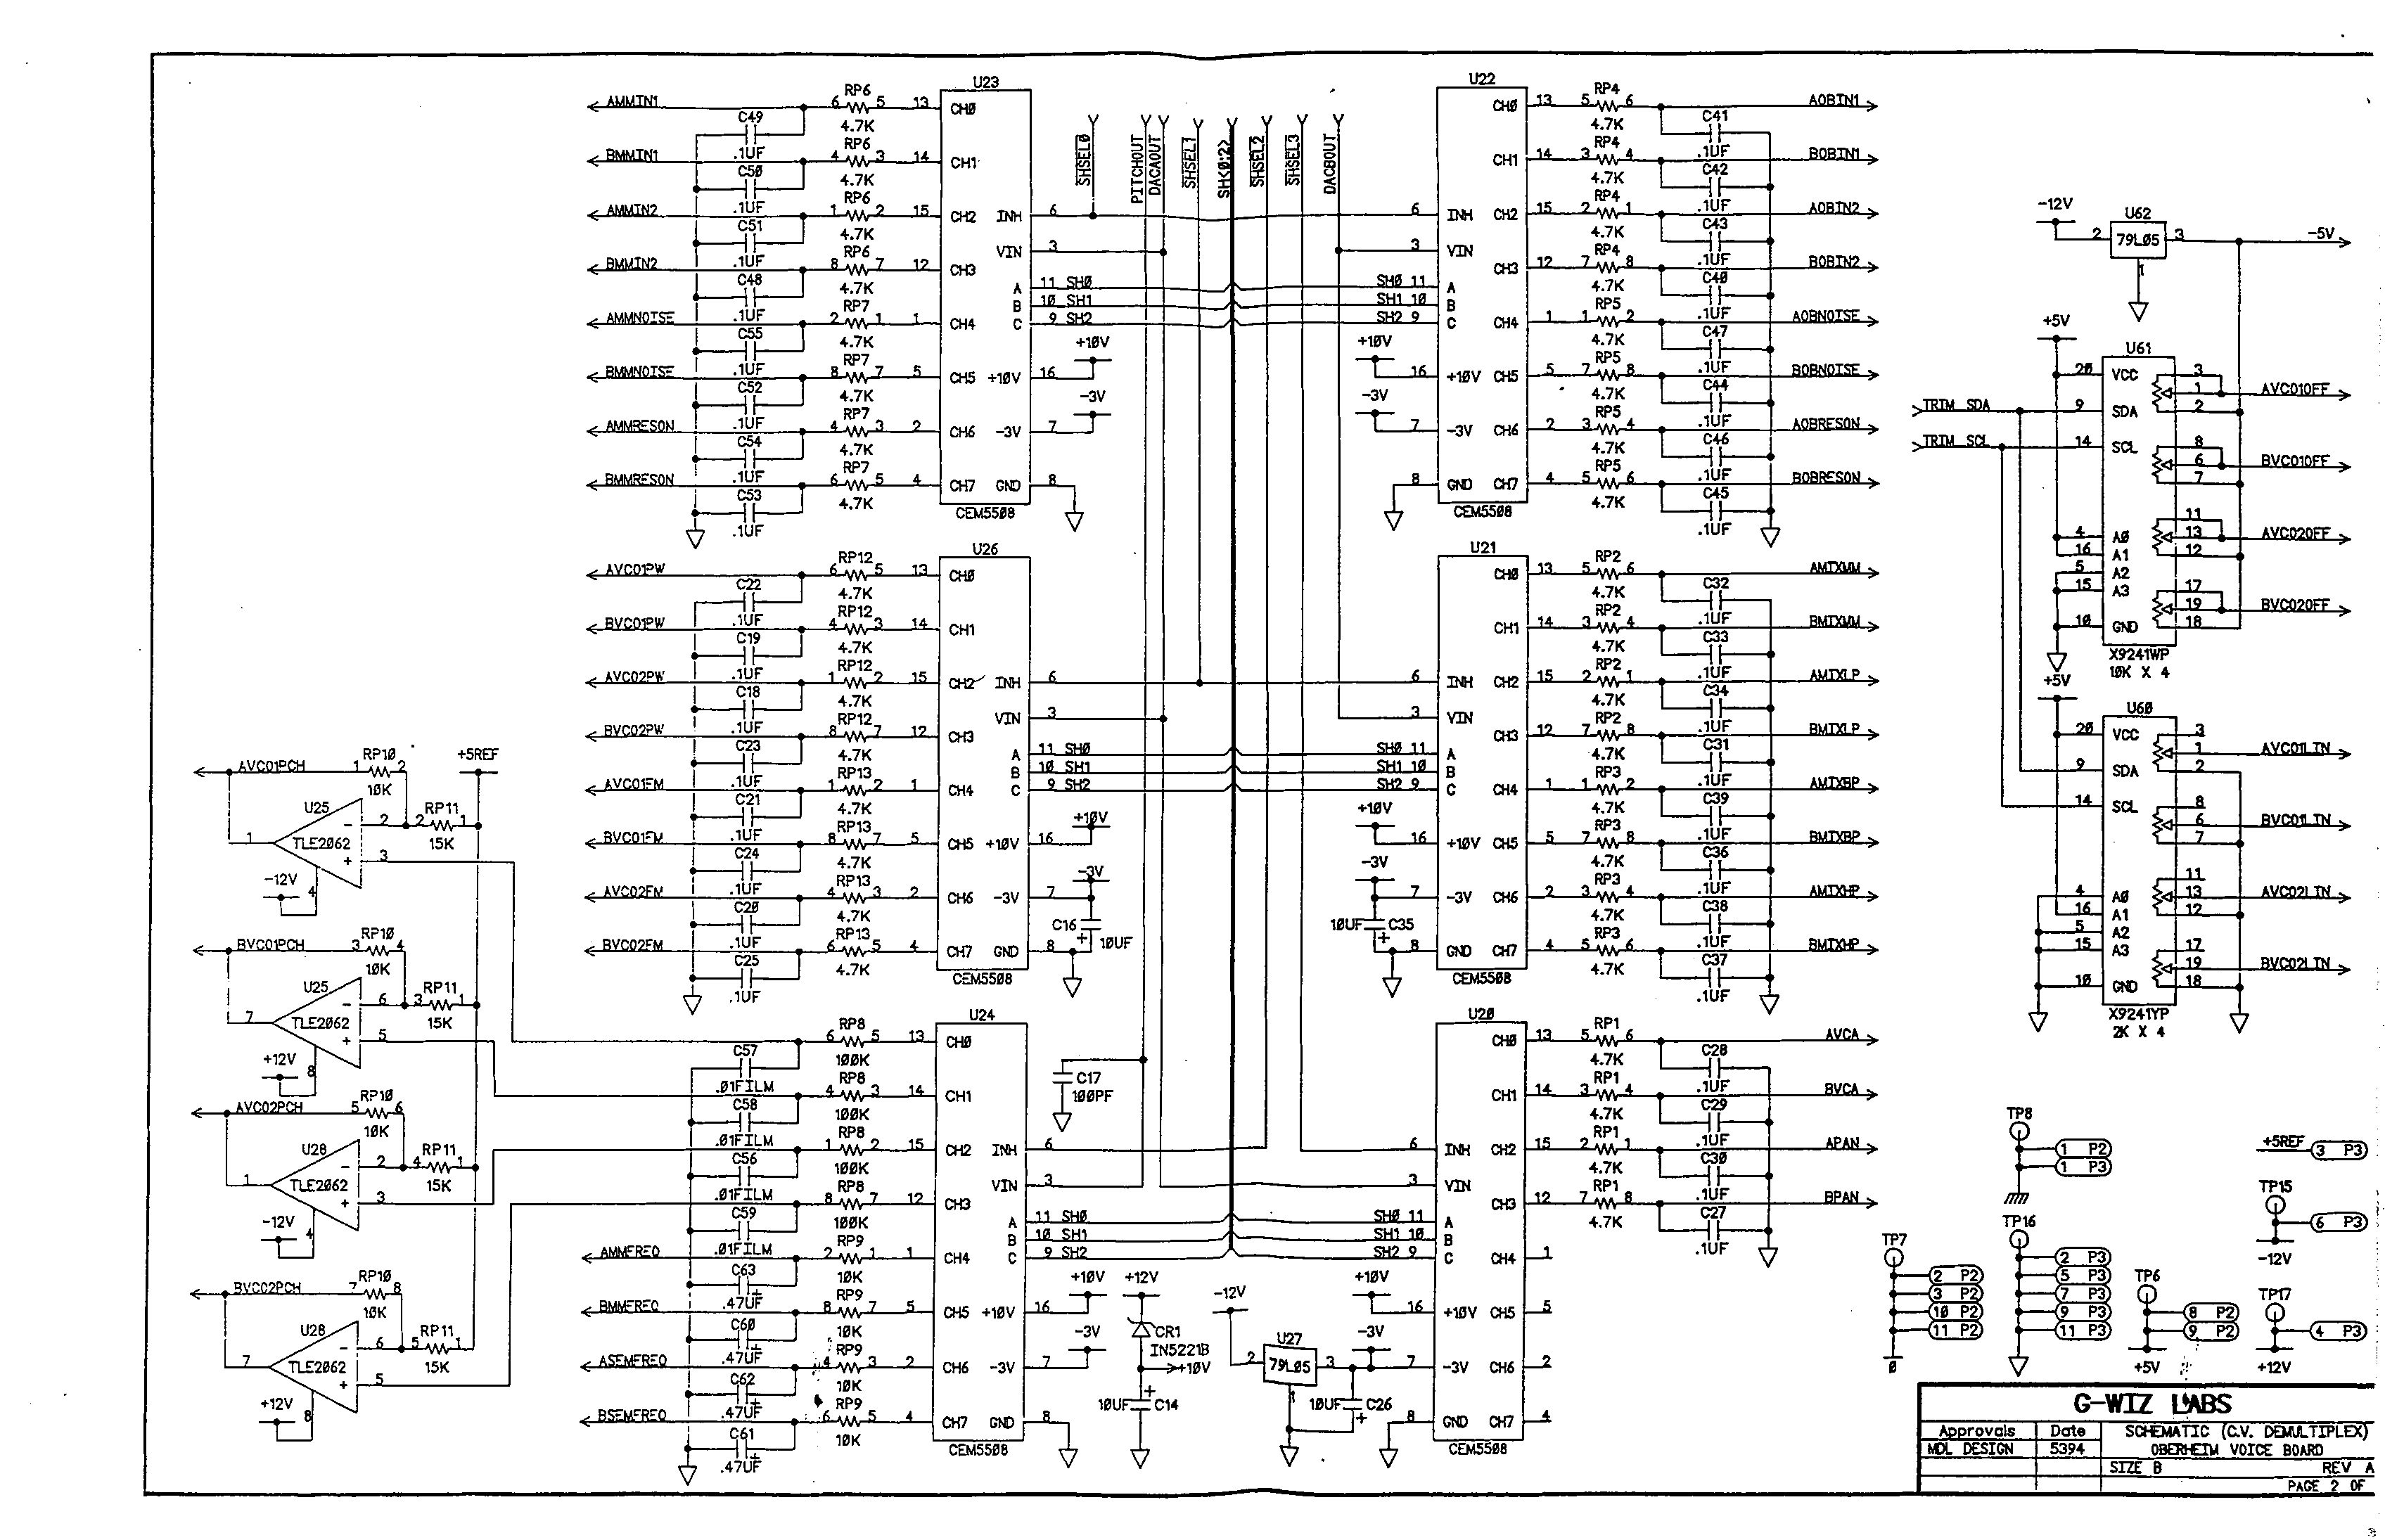 U23
AMMIN1 C49 .1UF RP6 6 5 4.7K 13 CH0
BMMIN1 C50 .1UF RP6 4 3 4.7K 14 CH1
AMMIN2 C51 .1UF RP6 1 2 4.7K 15 CH2 INH 6
BMMIN2 C48 .1UF RP6 8 7 4.7K 12 CH3 VIN 3
A 11 SH0
B 10 SH1
C 9 SH2
AMMNOISE C55 .1UF RP7 2 1 4.7K 1 CH4
BMMNOISE C52 .1UF RP7 8 7 4.7K 5 CH5 +10V 16 +10V
AMMRESON C54 .1UF RP7 4 3 4.7K 2 CH6 -3V 7 -3V
BMMRESON C53 .1UF RP7 6 5 4.7K 4 CH7 GND 8
CEM5508
SHSEL0
PITCHOUT
DACAOUT
SHSEL1
SH<0:2>
SHSEL2
SHSEL3
DACBOUT
U22
CH0 13 RP4 5 6 4.7K C41 .1UF AOBIN1
CH1 14 RP4 3 4 4.7K C42 .1UF BOBIN1
6 INH CH2 15 RP4 2 1 4.7K C43 .1UF AOBIN2
3 VIN CH3 12 RP4 7 8 4.7K C40 .1UF BOBIN2
SH0 11 A
SH1 10 B
SH2 9 C
CH4 1 RP5 1 2 4.7K C47 .1UF AOBNOISE
+10V 16 +10V CH5 5 RP5 7 8 4.7K C44 .1UF BOBNOISE
-3V 7 -3V CH6 2 RP5 3 4 4.7K C46 .1UF AOBRESON
8 GND CH7 4 RP5 5 6 4.7K C45 .1UF BOBRESON
CEM5508
U26
AVCO1PW C22 .1UF RP12 6 5 4.7K 13 CH0
BVCO1PW C19 .1UF RP12 4 3 4.7K 14 CH1
AVCO2PW C18 .1UF RP12 1 2 4.7K 15 CH2 INH 6
BVCO2PW C23 .1UF RP12 8 7 4.7K 12 CH3 VIN 3
A 11 SH0
B 10 SH1
C 9 SH2
AVCO1FM C21 .1UF RP13 1 2 4.7K 1 CH4
BVCO1FM C24 .1UF RP13 8 7 4.7K 5 CH5 +10V 16 +10V
AVCO2FM C20 .1UF RP13 4 3 4.7K 2 CH6 -3V 7 -3V
BVCO2FM C25 .1UF RP13 6 5 4.7K 4 CH7 GND 8
C16 + 10UF
CEM5508
U21
CH0 13 RP2 5 6 4.7K C32 .1UF AMIXMM
CH1 14 RP2 3 4 4.7K C33 .1UF BMIXMM
6 INH CH2 15 RP2 2 1 4.7K C34 .1UF AMIXLP
3 VIN CH3 12 RP2 7 8 4.7K C31 .1UF BMIXLP
SH0 11 A
SH1 10 B
SH2 9 C
CH4 1 RP3 1 2 4.7K C39 .1UF AMIXBP
+10V 16 +10V CH5 5 RP3 7 8 4.7K C36 .1UF BMIXBP
-3V 7 -3V CH6 2 RP3 3 4 4.7K C38 .1UF AMIXHP
8 GND CH7 4 RP3 5 6 4.7K C37 .1UF BMIXHP
10UF + C35
CEM5508
AVCO1PCH 1 RP10 2 10K +5REF
U25 TLE2062 1 - 2 + 3 2 RP11 1 15K
-12V 4
BVCO1PCH 3 RP10 4 10K
U25 TLE2062 7 - 6 + 5 3 RP11 1 15K
+12V 8
AVCO2PCH 5 RP10 6 10K
U28 TLE2062 1 - 2 + 3 4 RP11 1 15K
-12V 4
BVCO2PCH 7 RP10 8 10K
U28 TLE2062 7 - 6 + 5 5 RP11 1 15K
+12V 8
U24
C57 .01FILM RP8 6 5 100K 13 CH0
C58 .01FILM RP8 4 3 100K 14 CH1
C56 .01FILM RP8 1 2 100K 15 CH2 INH 6
C59 .01FILM RP8 8 7 100K 12 CH3 VIN 3
A 11 SH0
B 10 SH1
C 9 SH2
AMMFREQ C63 + .47UF RP9 2 1 10K 1 CH4
BMMFREQ C60 .47UF RP9 8 7 10K 5 CH5 +10V 16 +10V
ASEMFREQ C62 + .47UF RP9 4 3 10K 2 CH6 -3V 7 -3V
BSEMFREQ C61 .47UF RP9 6 5 10K 4 CH7 GND 8
CEM5508
C17 100PF
+12V
CR1 IN5221B
+10V
10UF + C14
-12V
U27 2 79L05 3 1
-3V
10UF + C26
U20
CH0 13 RP1 5 6 4.7K C28 .1UF AVCA
CH1 14 RP1 3 4 4.7K C29 .1UF BVCA
6 INH CH2 15 RP1 2 1 4.7K C30 .1UF APAN
3 VIN CH3 12 RP1 7 8 4.7K C27 .1UF BPAN
SH0 11 A
SH1 10 B
SH2 9 C
CH4 1
+10V 16 +10V CH5 5
7 -3V CH6 2
8 GND CH7 4
CEM5508
-12V U62 2 79L05 3 1 -5V
+5V
U61
20 VCC 3 1 2 AVCO1OFF
TRIM SDA 9 SDA
TRIM SCL 14 SCL 8 6 7 BVCO1OFF
4 A0 11 13 12 AVCO2OFF
16 A1
5 A2
15 A3 17 19 18 BVCO2OFF
10 GND
X9241WP
10K X 4
+5V
U60
20 VCC 3 1 2 AVCO1LIN
9 SDA
14 SCL 8 6 7 BVCO1LIN
4 A0 11 13 12 AVCO2LIN
16 A1
5 A2
15 A3 17 19 18 BVCO2LIN
10 GND
X9241YP
2K X 4
TP8
1 P2
1 P3
+5REF 3 P3
TP15
6 P3
-12V
TP7
2 P2
3 P2
10 P2
11 P2
0
TP16
2 P3
5 P3
7 P3
9 P3
11 P3
TP6
8 P2
9 P2
+5V
TP17
4 P3
+12V
G-WIZ LABS
Approvals Date SCHEMATIC (C.V. DEMULTIPLEX)
MDL DESIGN 5394 OBERHEIM VOICE BOARD
SIZE B REV A
PAGE 2 OF